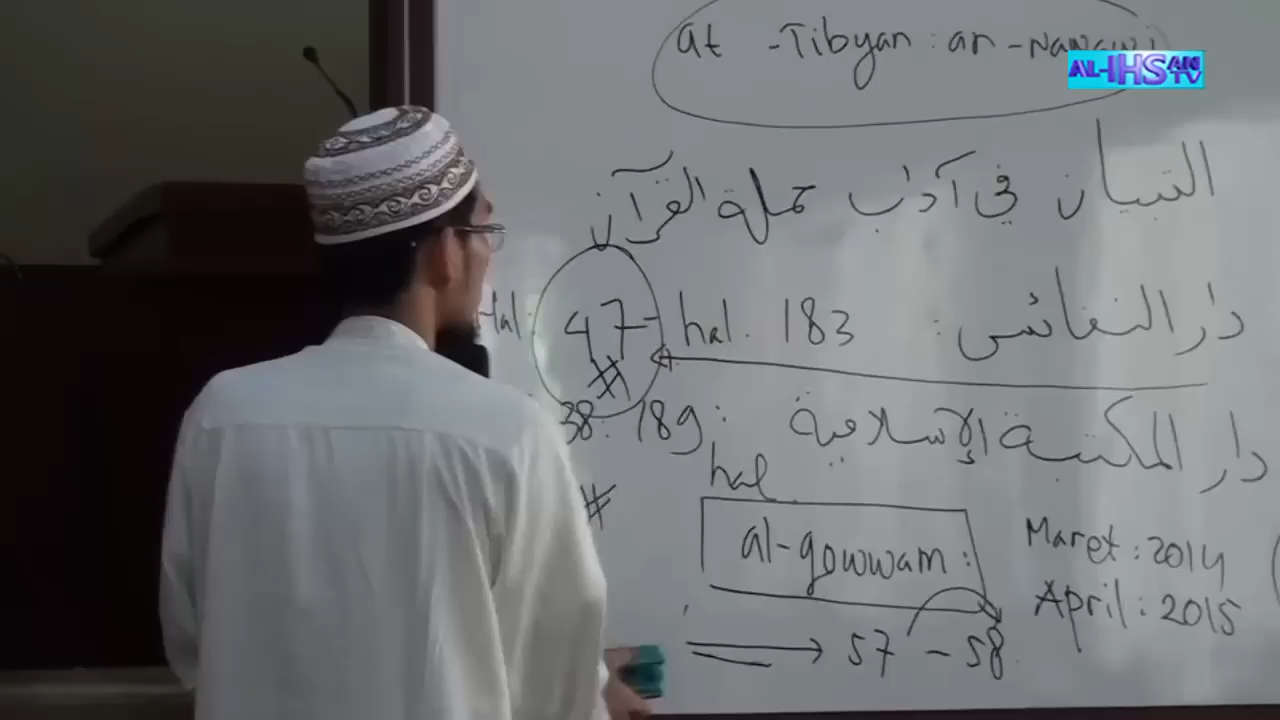 at -Tibyan : an -Nawawi
AL-IHSAN TV
التبيان في آداب حملة القرآن
Hal: 47 - hal. 183 دار النفائس:
#
38: 189: دار المكتبة الإسلامية
hal
#
al-qowwam:
Maret: 2014
April: 2015
57 - 58